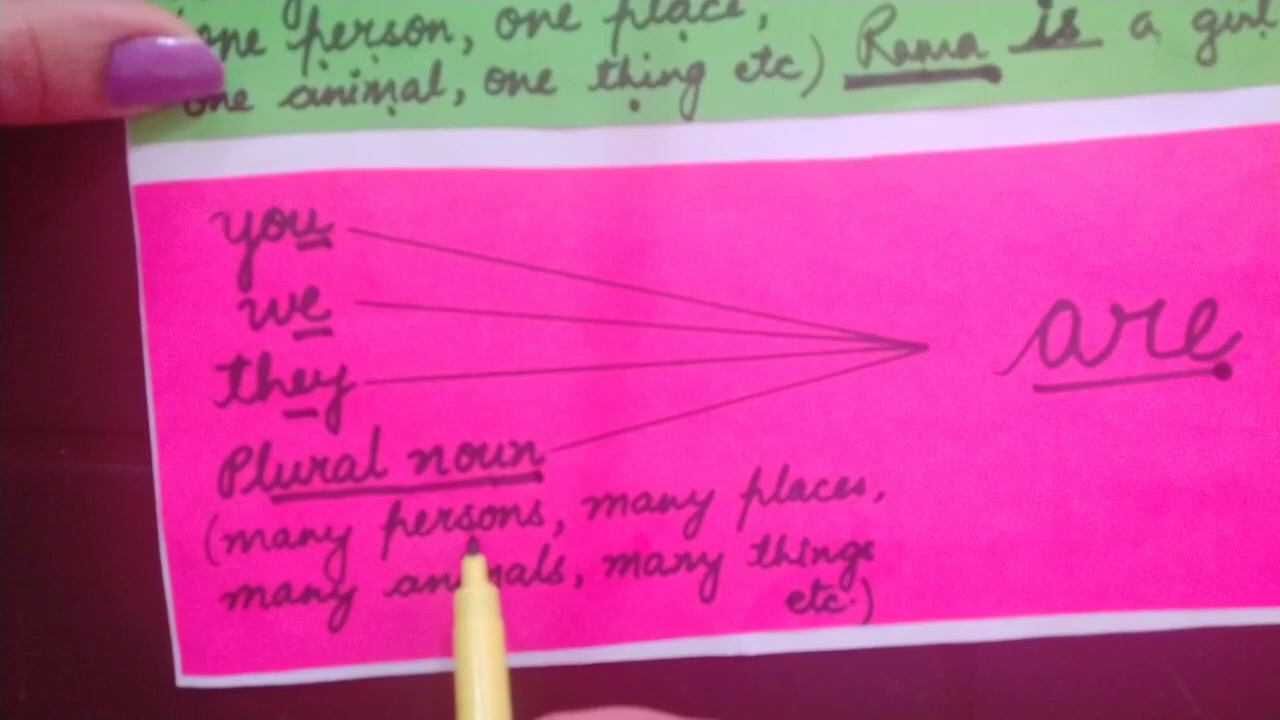 one person, one place,
one animal, one thing etc) Rama is a girl
you
we
they
are
Plural noun
(many persons, many places,
many animals, many things
etc.)